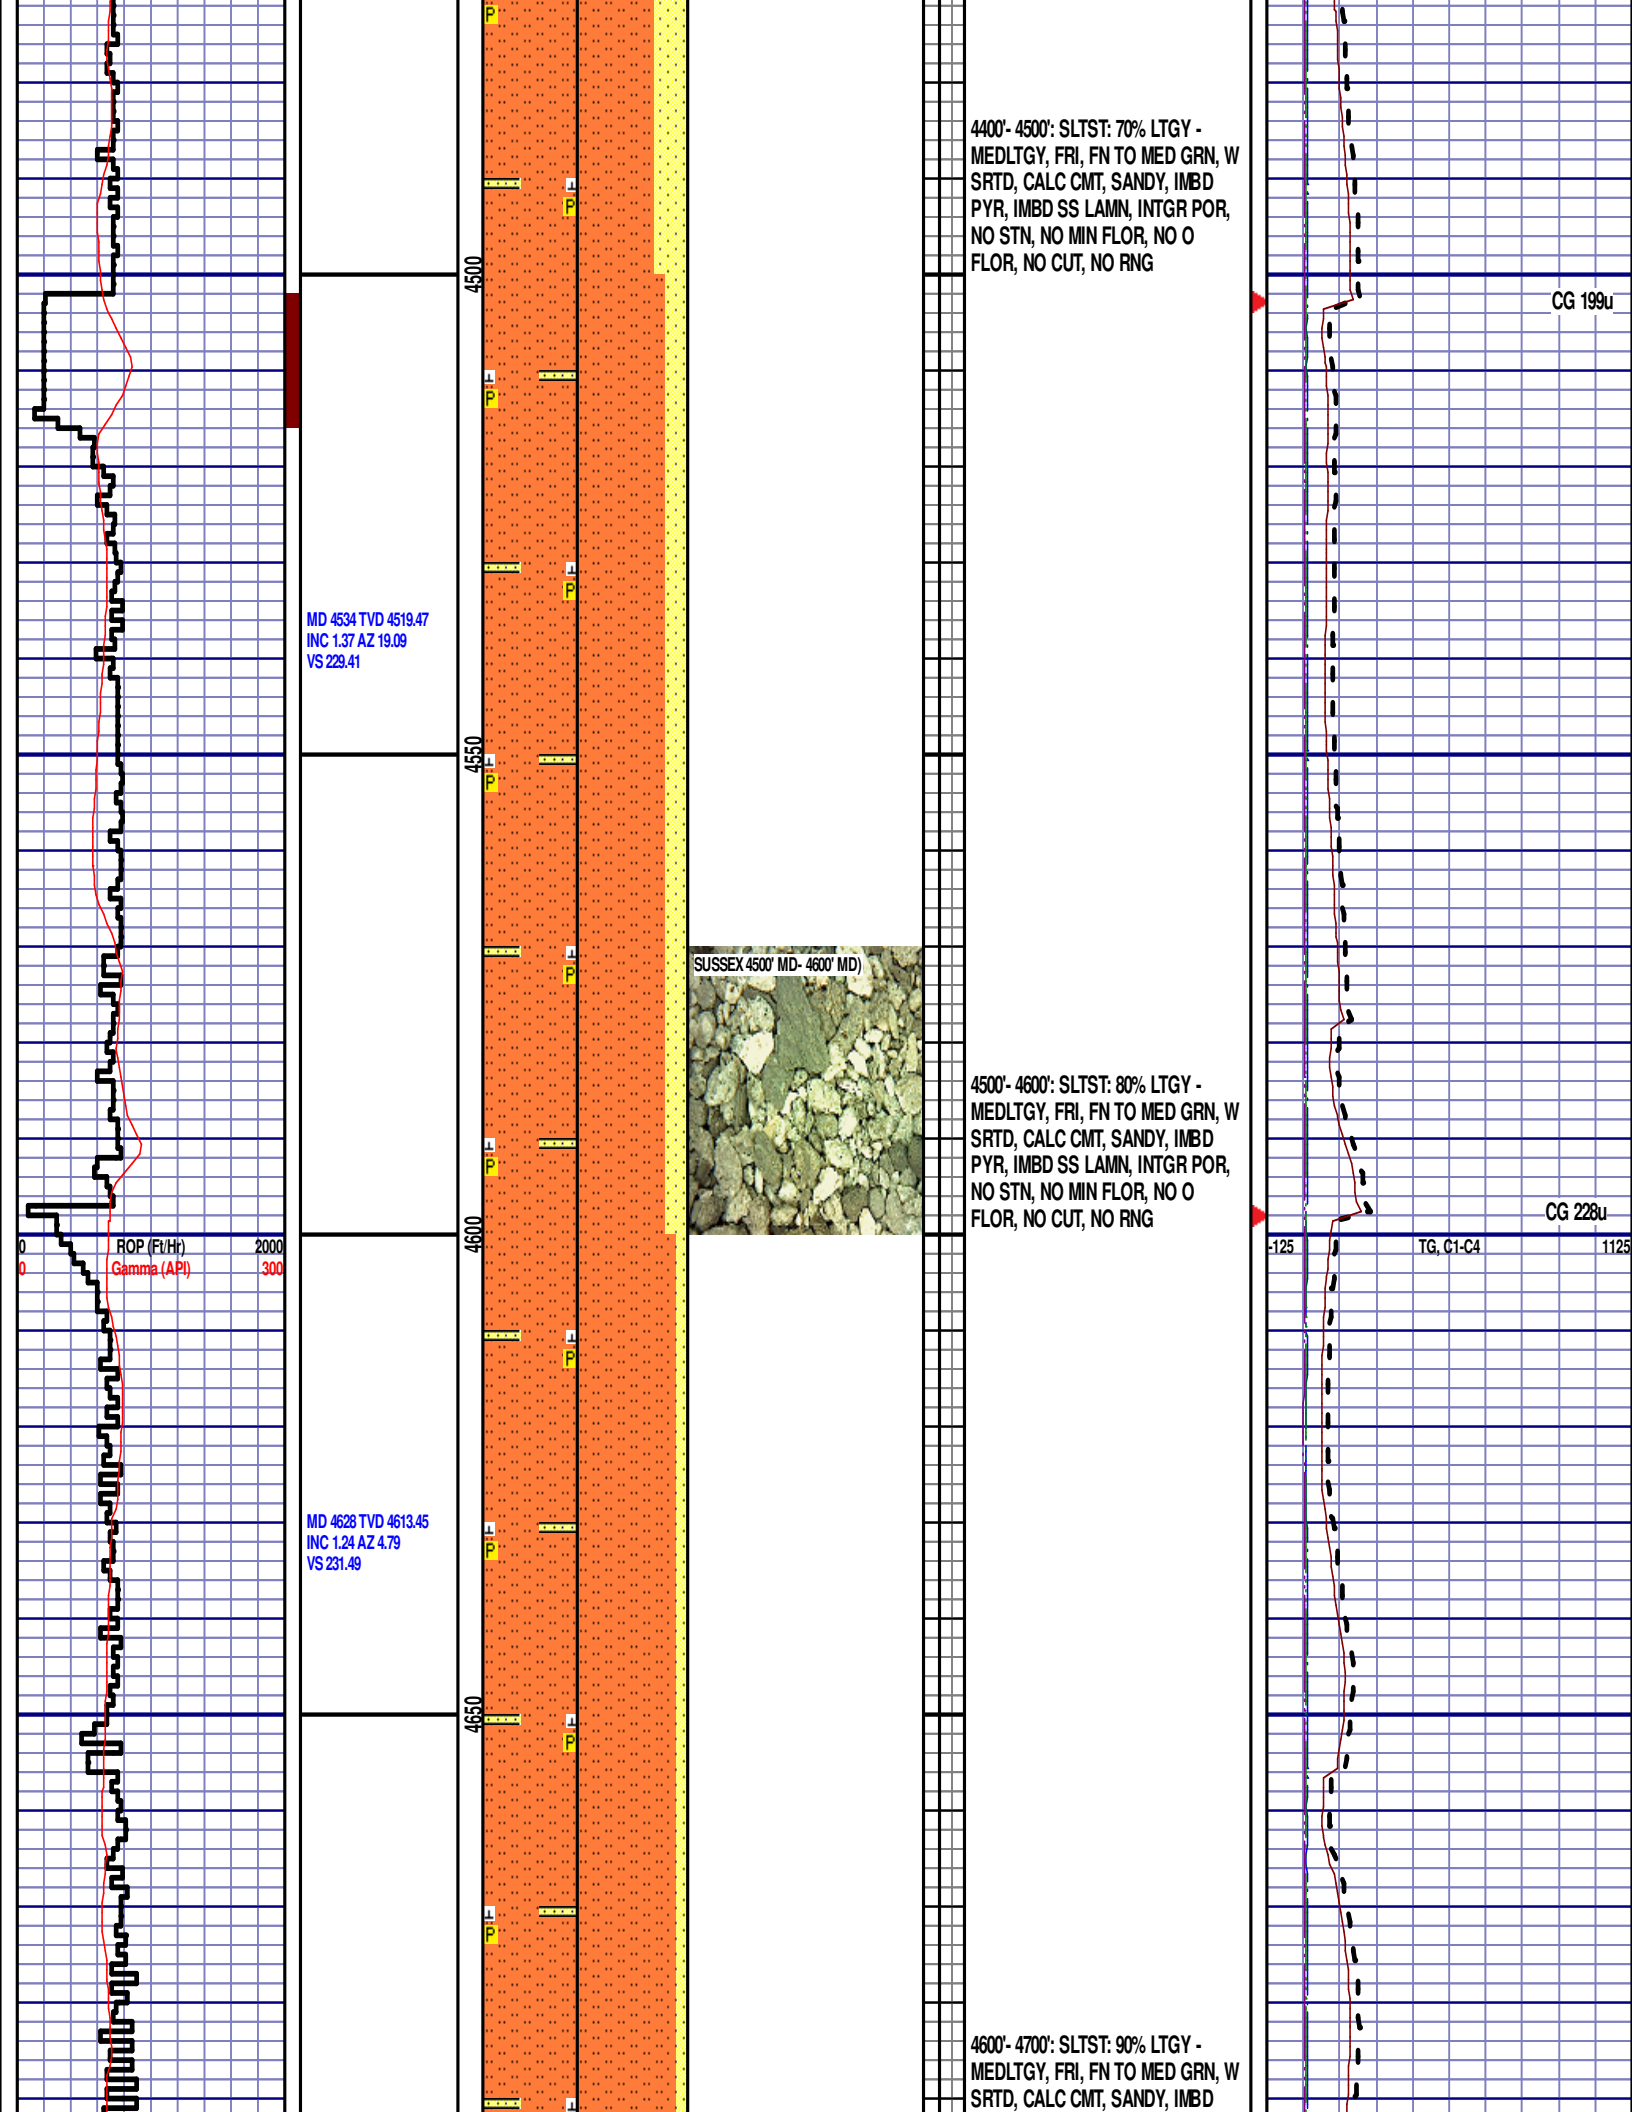 P
4400'- 4500': SLTST: 70% LTGY -
MEDLTGY, FRI, FN TO MED GRN, W
SRTD, CALC CMT, SANDY, IMBD
PYR, IMBD SS LAMN, INTGR POR,
NO STN, NO MIN FLOR, NO O
FLOR, NO CUT, NO RNG
P
4500
CG 199u
P
P
MD 4534 TVD 4519.47
INC 1.37 AZ 19.09
VS 229.41
4550
P
SUSSEX 4500' MD- 4600' MD)
P
4500'- 4600': SLTST: 80% LTGY -
MEDLTGY, FRI, FN TO MED GRN, W
SRTD, CALC CMT, SANDY, IMBD
PYR, IMBD SS LAMN, INTGR POR,
NO STN, NO MIN FLOR, NO O
FLOR, NO CUT, NO RNG
P
CG 228u
4600
0 ROP (Ft/Hr) 2000
0 Gamma (API) 300
-125 TG, C1-C4 1125
P
MD 4628 TVD 4613.45
INC 1.24 AZ 4.79
VS 231.49
P
4650
P
P
4600'- 4700': SLTST: 90% LTGY -
MEDLTGY, FRI, FN TO MED GRN, W
SRTD, CALC CMT, SANDY, IMBD